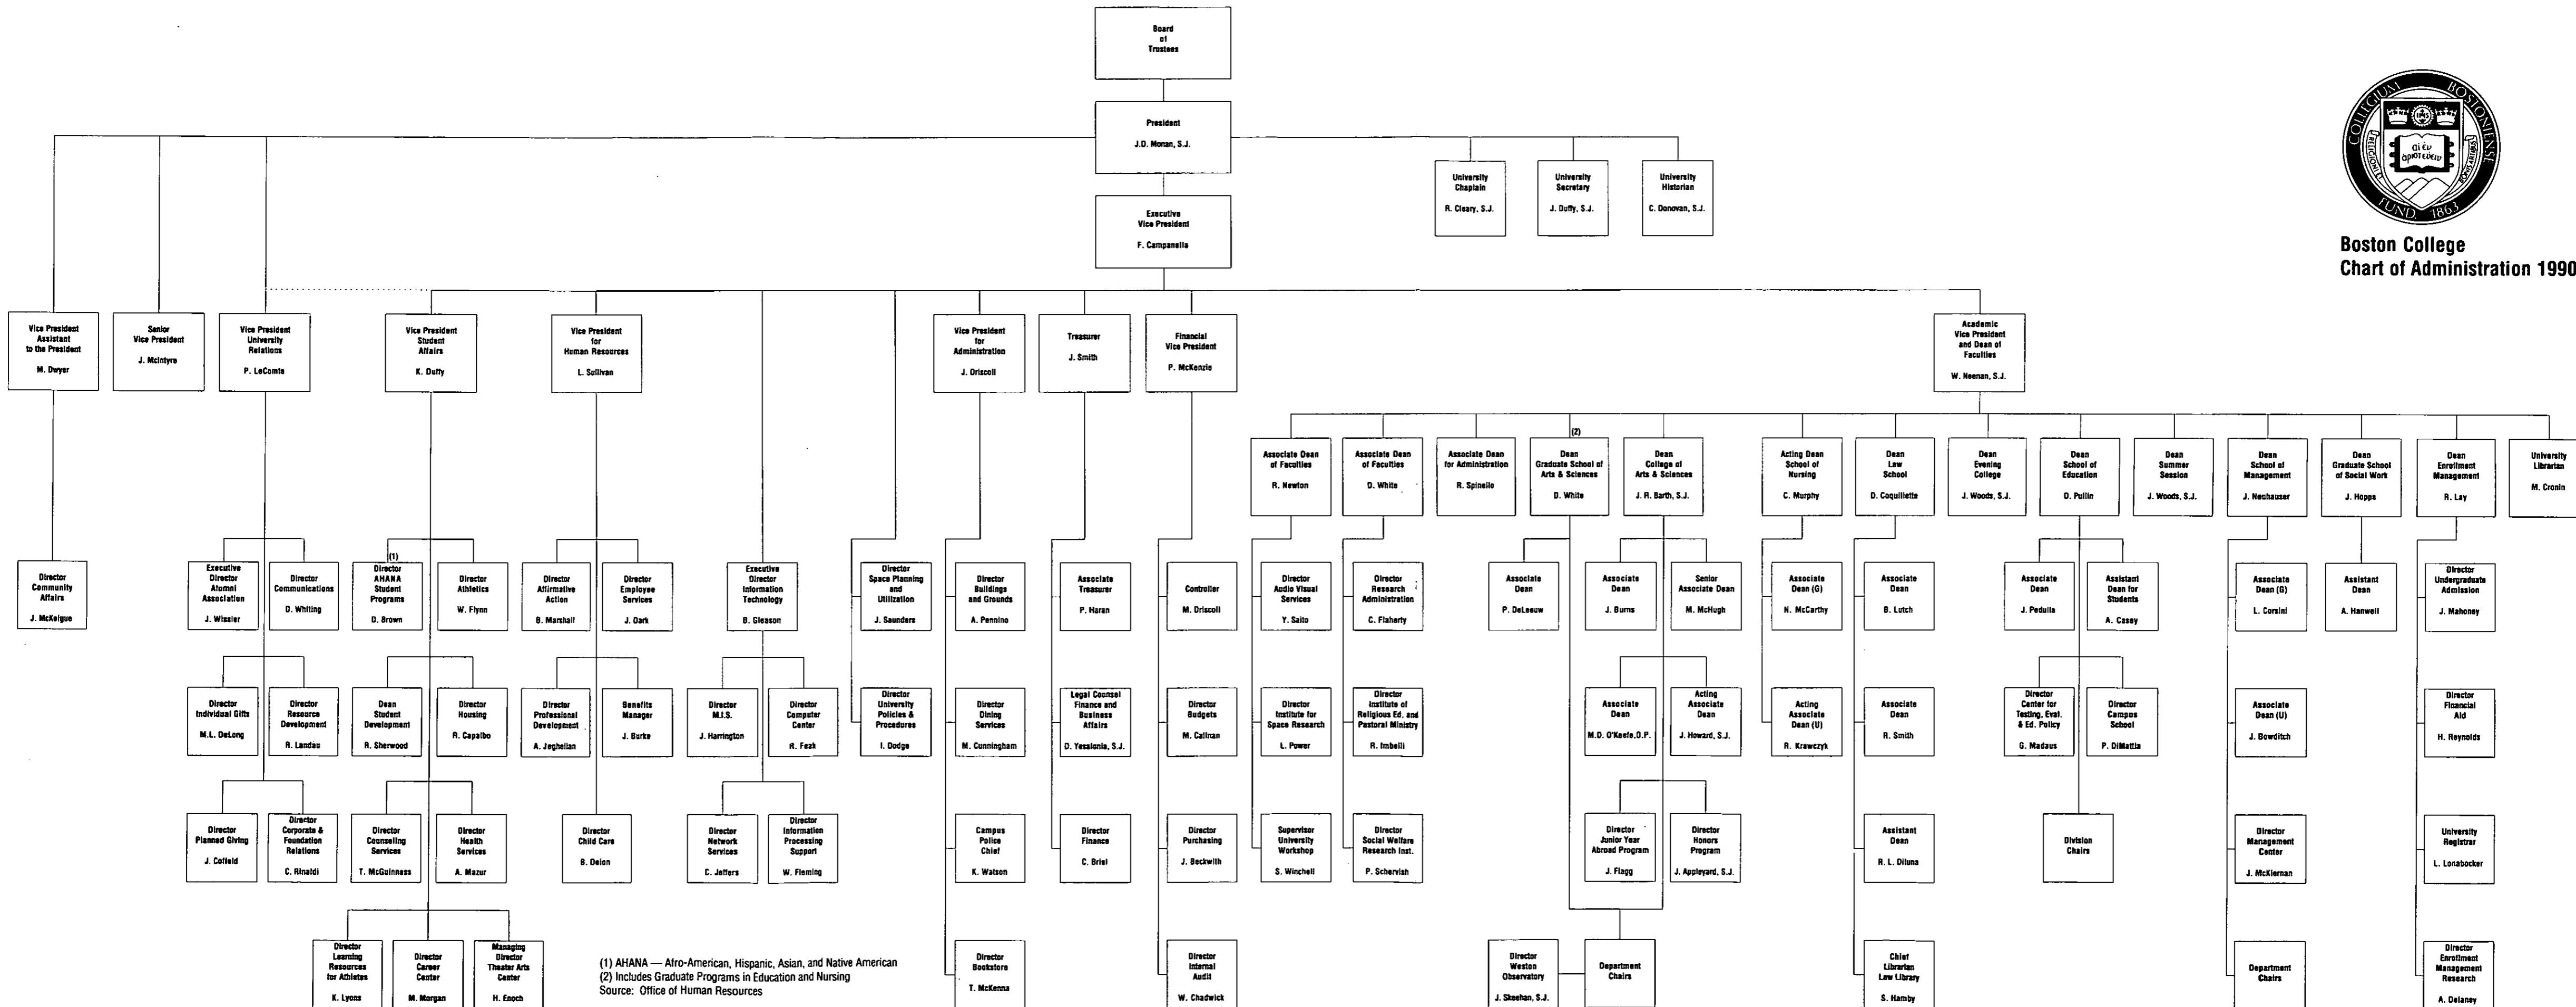 Board
of
Trustees
President
J.D. Monan, S.J.
COLLEGIUM BOSTONIENSE
RELIGIONI ET
BONIS ARTIBUS
αἰὲν
ἀριστεύειν
FUND. 1863
Boston College
Chart of Administration 1990
University
Chaplain
R. Cleary, S.J.
University
Secretary
J. Duffy, S.J.
University
Historian
C. Donovan, S.J.
Executive
Vice President
F. Campanella
Vice President
Assistant
to the President
M. Dwyer
Senior
Vice President
J. McIntyre
Vice President
University
Relations
P. LeComte
Vice President
Student
Affairs
K. Duffy
Vice President
for
Human Resources
L. Sullivan
Vice President
for
Administration
J. Driscoll
Treasurer
J. Smith
Financial
Vice President
P. McKenzie
Academic
Vice President
and Dean of
Faculties
W. Neenan, S.J.
Associate Dean
of Faculties
R. Newton
Associate Dean
of Faculties
D. White
Associate Dean
for Administration
R. Spinello
(2)
Dean
Graduate School of
Arts & Sciences
D. White
Dean
College of
Arts & Sciences
J. R. Barth, S.J.
Acting Dean
School of
Nursing
C. Murphy
Dean
Law
School
D. Coquillette
Dean
Evening
College
J. Woods, S.J.
Dean
School of
Education
D. Pullin
Dean
Summer
Session
J. Woods, S.J.
Dean
School of
Management
J. Neuhauser
Dean
Graduate School
of Social Work
J. Hopps
Dean
Enrollment
Management
R. Lay
University
Librarian
M. Cronin
Director
Community
Affairs
J. McKeigue
Executive
Director
Alumni
Association
J. Wissler
Director
Communications
D. Whiting
(1)
Director
AHANA
Student
Programs
D. Brown
Director
Athletics
W. Flynn
Director
Affirmative
Action
B. Marshall
Director
Employee
Services
J. Dark
Executive
Director
Information
Technology
B. Gleason
Director
Space Planning
and
Utilization
J. Saunders
Director
Buildings
and Grounds
A. Pennino
Associate
Treasurer
P. Haran
Controller
M. Driscoll
Director
Audio Visual
Services
Y. Saito
Director
Research
Administration
C. Flaherty
Associate
Dean
P. DeLeeuw
Associate
Dean
J. Burns
Senior
Associate Dean
M. McHugh
Associate
Dean (G)
N. McCarthy
Associate
Dean
B. Lutch
Associate
Dean
J. Pedulla
Assistant
Dean for
Students
A. Casey
Associate
Dean (G)
L. Corsini
Assistant
Dean
A. Hanwell
Director
Undergraduate
Admission
J. Mahoney
Director
Individual Gifts
M.L. DeLong
Director
Resource
Development
R. Landau
Dean
Student
Development
R. Sherwood
Director
Housing
R. Capalbo
Director
Professional
Development
A. Jeghelian
Benefits
Manager
J. Burke
Director
M.I.S.
J. Harrington
Director
Computer
Center
R. Feak
Director
University
Policies &
Procedures
I. Dodge
Director
Dining
Services
M. Cunningham
Legal Counsel
Finance and
Business
Affairs
D. Yesalonia, S.J.
Director
Budgets
M. Callnan
Director
Institute for
Space Research
L. Power
Director
Institute of
Religious Ed. and
Pastoral Ministry
R. Imbelli
Associate
Dean
M.D. O'Keefe,O.P.
Acting
Associate
Dean
J. Howard, S.J.
Acting
Associate
Dean (U)
R. Krawczyk
Associate
Dean
R. Smith
Director
Center for
Testing, Eval.
& Ed. Policy
G. Madaus
Director
Campus
School
P. DiMattia
Associate
Dean (U)
J. Bowditch
Director
Financial
Aid
H. Reynolds
Director
Planned Giving
J. Cofield
Director
Corporate &
Foundation
Relations
C. Rinaldi
Director
Counseling
Services
T. McGuinness
Director
Health
Services
A. Mazur
Director
Child Care
B. Deion
Director
Network
Services
C. Jeffers
Director
Information
Processing
Support
W. Fleming
Campus
Police
Chief
K. Watson
Director
Finance
C. Briel
Director
Purchasing
J. Beckwith
Supervisor
University
Workshop
S. Winchell
Director
Social Welfare
Research Inst.
P. Schervish
Director
Junior Year
Abroad Program
J. Flagg
Director
Honors
Program
J. Appleyard, S.J.
Assistant
Dean
R. L. Diluna
Division
Chairs
Director
Management
Center
J. McKiernan
University
Registrar
L. Lonabocker
Director
Learning
Resources
for Athletes
K. Lyons
Director
Career
Center
M. Morgan
Managing
Director
Theater Arts
Center
H. Enoch
(1) AHANA — Afro-American, Hispanic, Asian, and Native American
(2) Includes Graduate Programs in Education and Nursing
Source: Office of Human Resources
Director
Bookstore
T. McKenna
Director
Internal
Audit
W. Chadwick
Director
Weston
Observatory
J. Skeehan, S.J.
Department
Chairs
Chief
Librarian
Law Library
S. Hamby
Department
Chairs
Director
Enrollment
Management
Research
A. Delaney